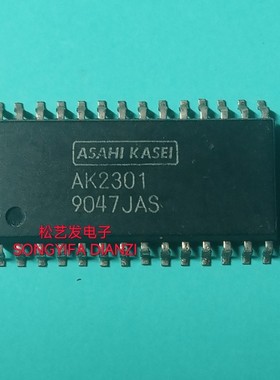 ASAHI KASEI
AK2301
9047JAS
松艺发电子
SONGYIFA DIANZI